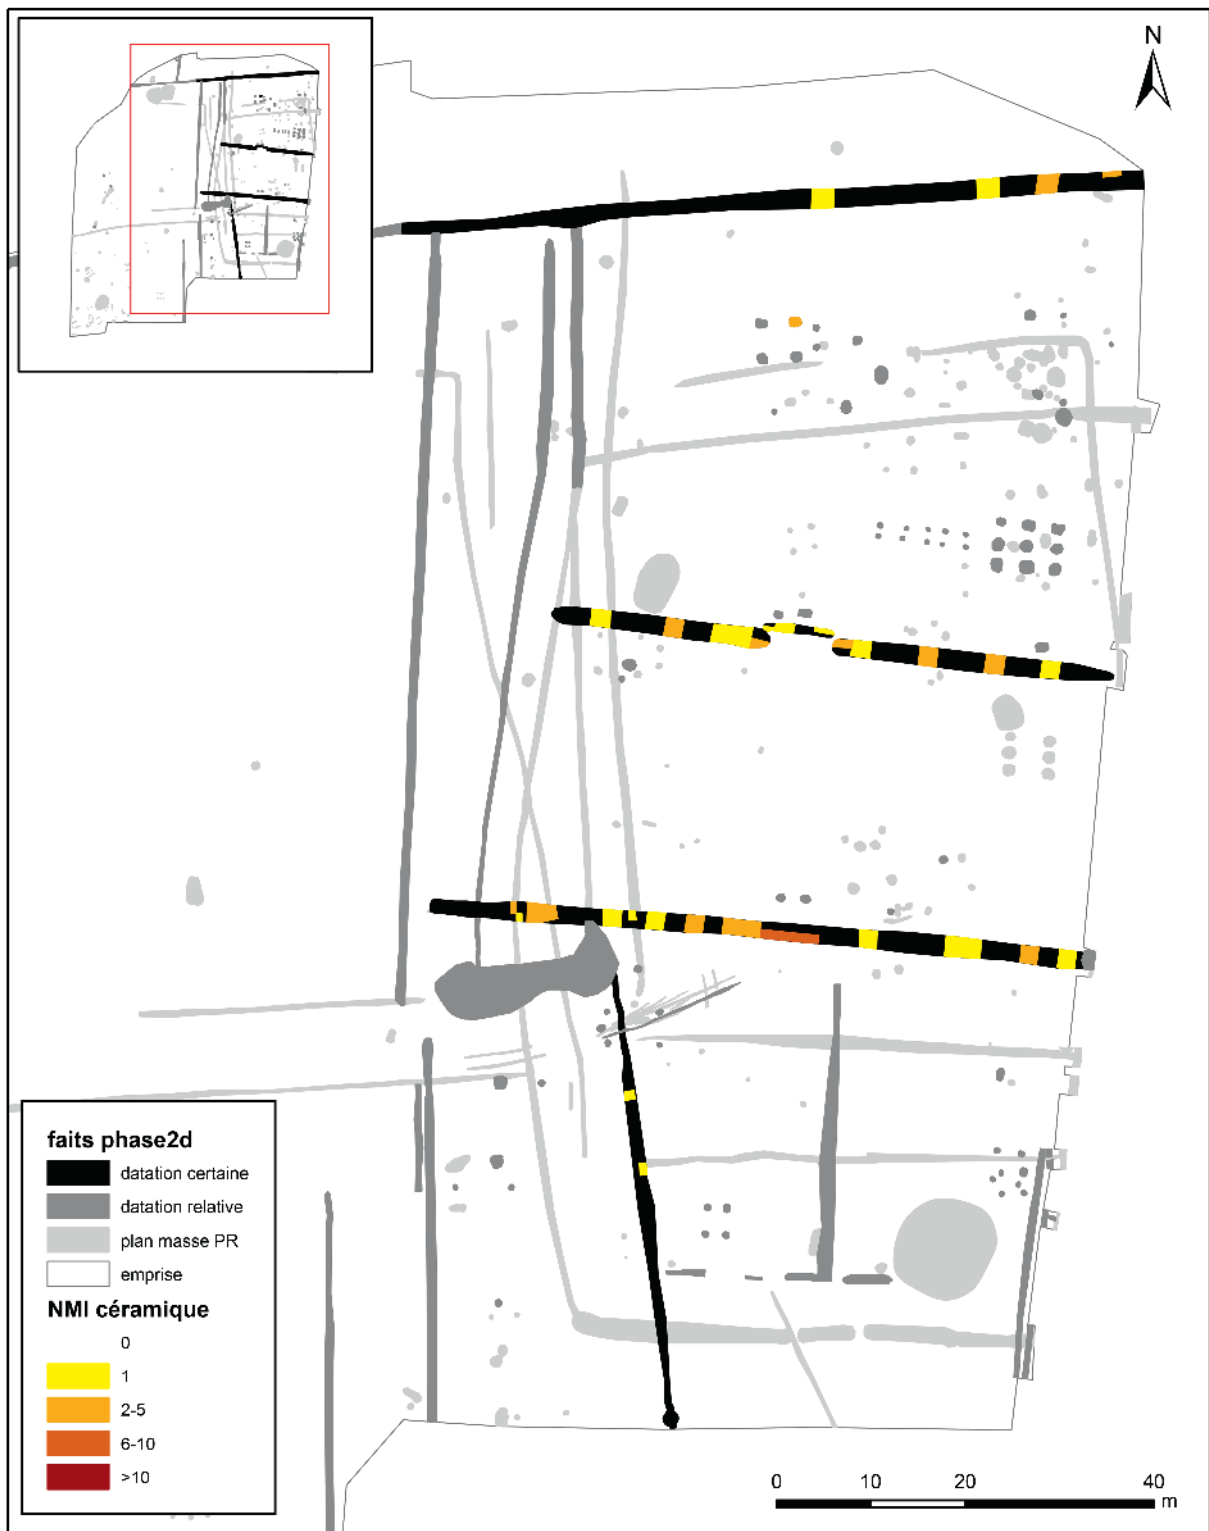 N
faits phase2d
datation certaine
datation relative
plan masse PR
emprise
NMI céramique
0
1
2-5
6-10
>10
0 10 20 40
m